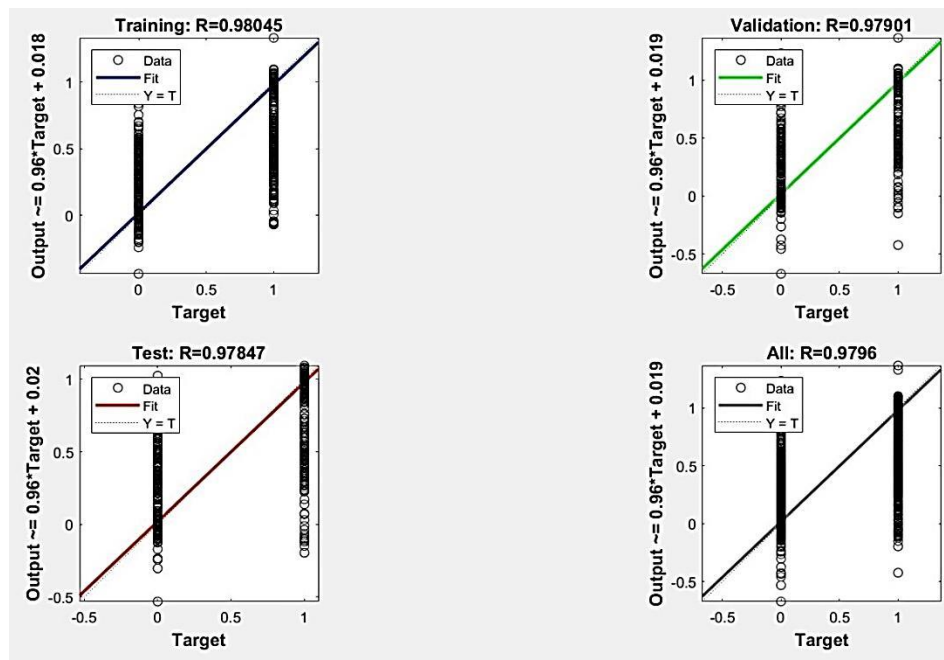 Training: R=0.98045
Output ~= 0.96*Target + 0.018
Data
Fit
Y = T
1
0.5
0
0 0.5 1
Target
Validation: R=0.97901
Output ~= 0.96*Target + 0.019
Data
Fit
Y = T
1
0.5
0
-0.5
-0.5 0 0.5 1
Target
Test: R=0.97847
Output ~= 0.96*Target + 0.02
Data
Fit
Y = T
1
0.5
0
-0.5
-0.5 0 0.5 1
Target
All: R=0.9796
Output ~= 0.96*Target + 0.019
Data
Fit
Y = T
1
0.5
0
-0.5
-0.5 0 0.5 1
Target